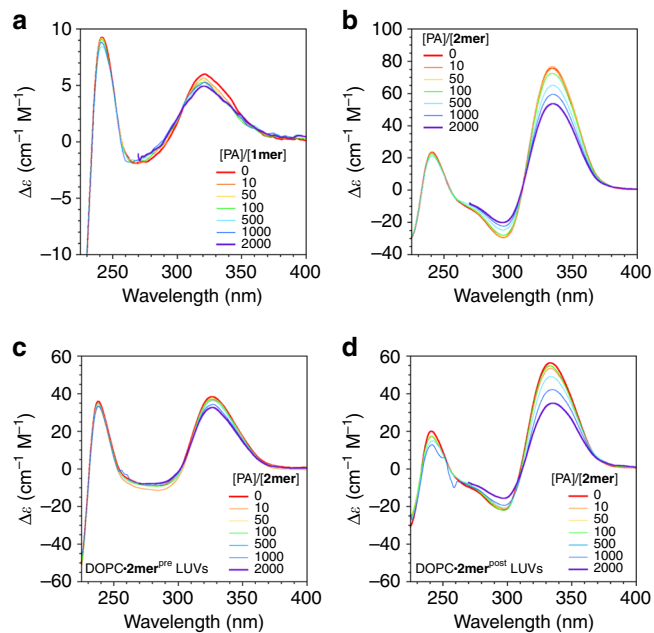 a
10
5
0
−5
−10
Δε (cm⁻¹ M⁻¹)
250 300 350 400
Wavelength (nm)
[PA]/[1mer]
0
10
50
100
500
1000
2000
b
100
80
60
40
20
0
−20
−40
Δε (cm⁻¹ M⁻¹)
250 300 350 400
Wavelength (nm)
[PA]/[2mer]
0
10
50
100
500
1000
2000
c
60
40
20
0
−20
−40
−60
Δε (cm⁻¹ M⁻¹)
250 300 350 400
Wavelength (nm)
[PA]/[2mer]
0
10
50
100
500
1000
2000
DOPC•2merᵖʳᵉ LUVs
d
60
40
20
0
−20
−40
−60
Δε (cm⁻¹ M⁻¹)
250 300 350 400
Wavelength (nm)
[PA]/[2mer]
0
10
50
100
500
1000
2000
DOPC•2merᵖᵒˢᵗ LUVs